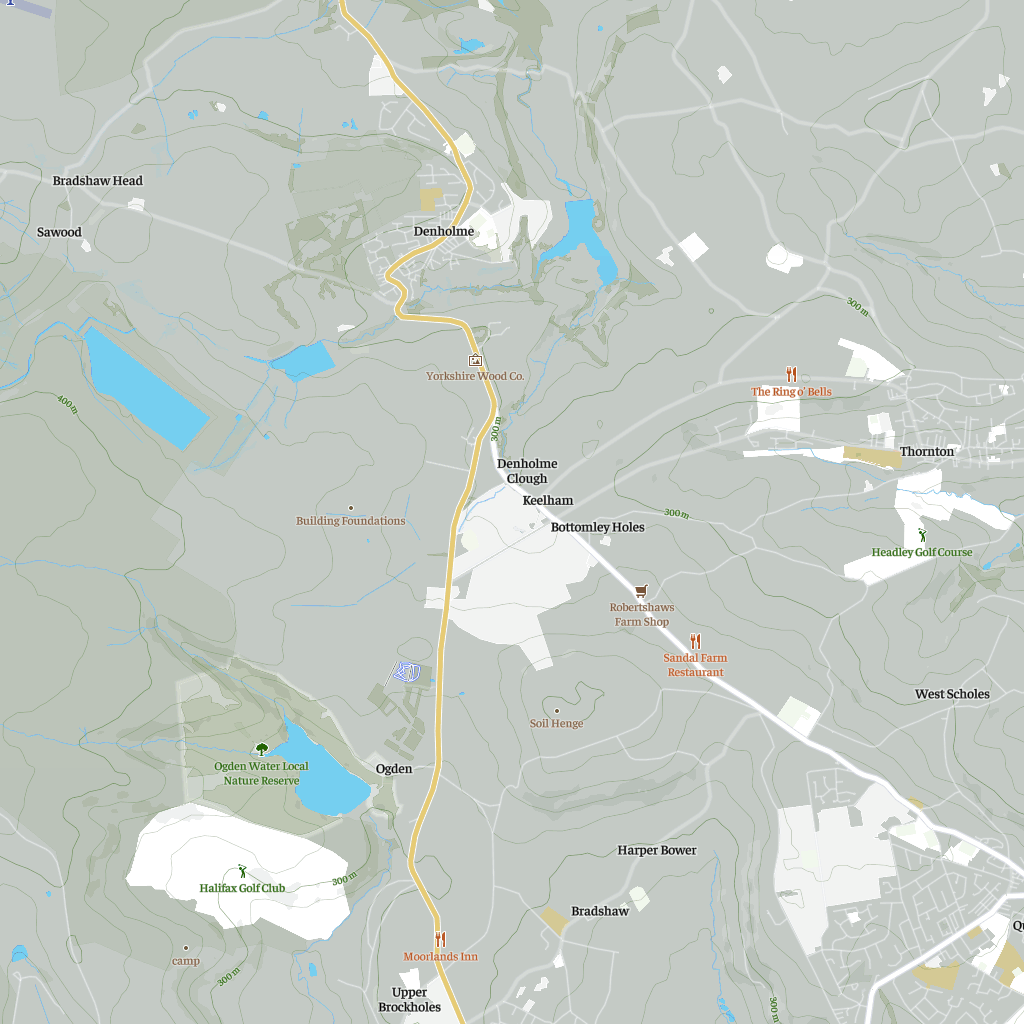 Bradshaw Head
Sawood
Denholme
300 m
Yorkshire Wood Co.
The Ring o' Bells
400 m
300 m
Thornton
Denholme
Clough
Keelham
Building Foundations
300 m
Bottomley Holes
Headley Golf Course
Robertshaws
Farm Shop
Sandal Farm
Restaurant
West Scholes
Soil Henge
Ogden Water Local
Nature Reserve
Ogden
Harper Bower
300 m
Halifax Golf Club
Bradshaw
camp
Moorlands Inn
300 m
Upper
Brockholes
300 m